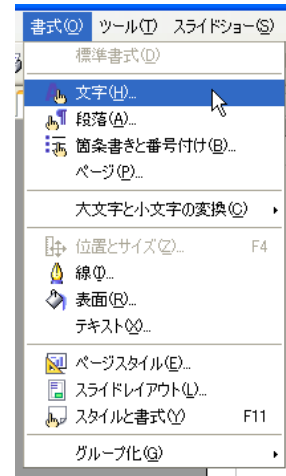 書式(O) ツール(T) スライドショー(S)
標準書式(D)
文字(H)...
段落(A)...
箇条書きと番号付け(B)...
ページ(P)...
大文字と小文字の変換(C)
位置とサイズ(Z)... F4
線(I)...
表面(R)...
テキスト(X)...
ページスタイル(E)...
スライドレイアウト(L)...
スタイルと書式(Y) F11
グループ化(G)